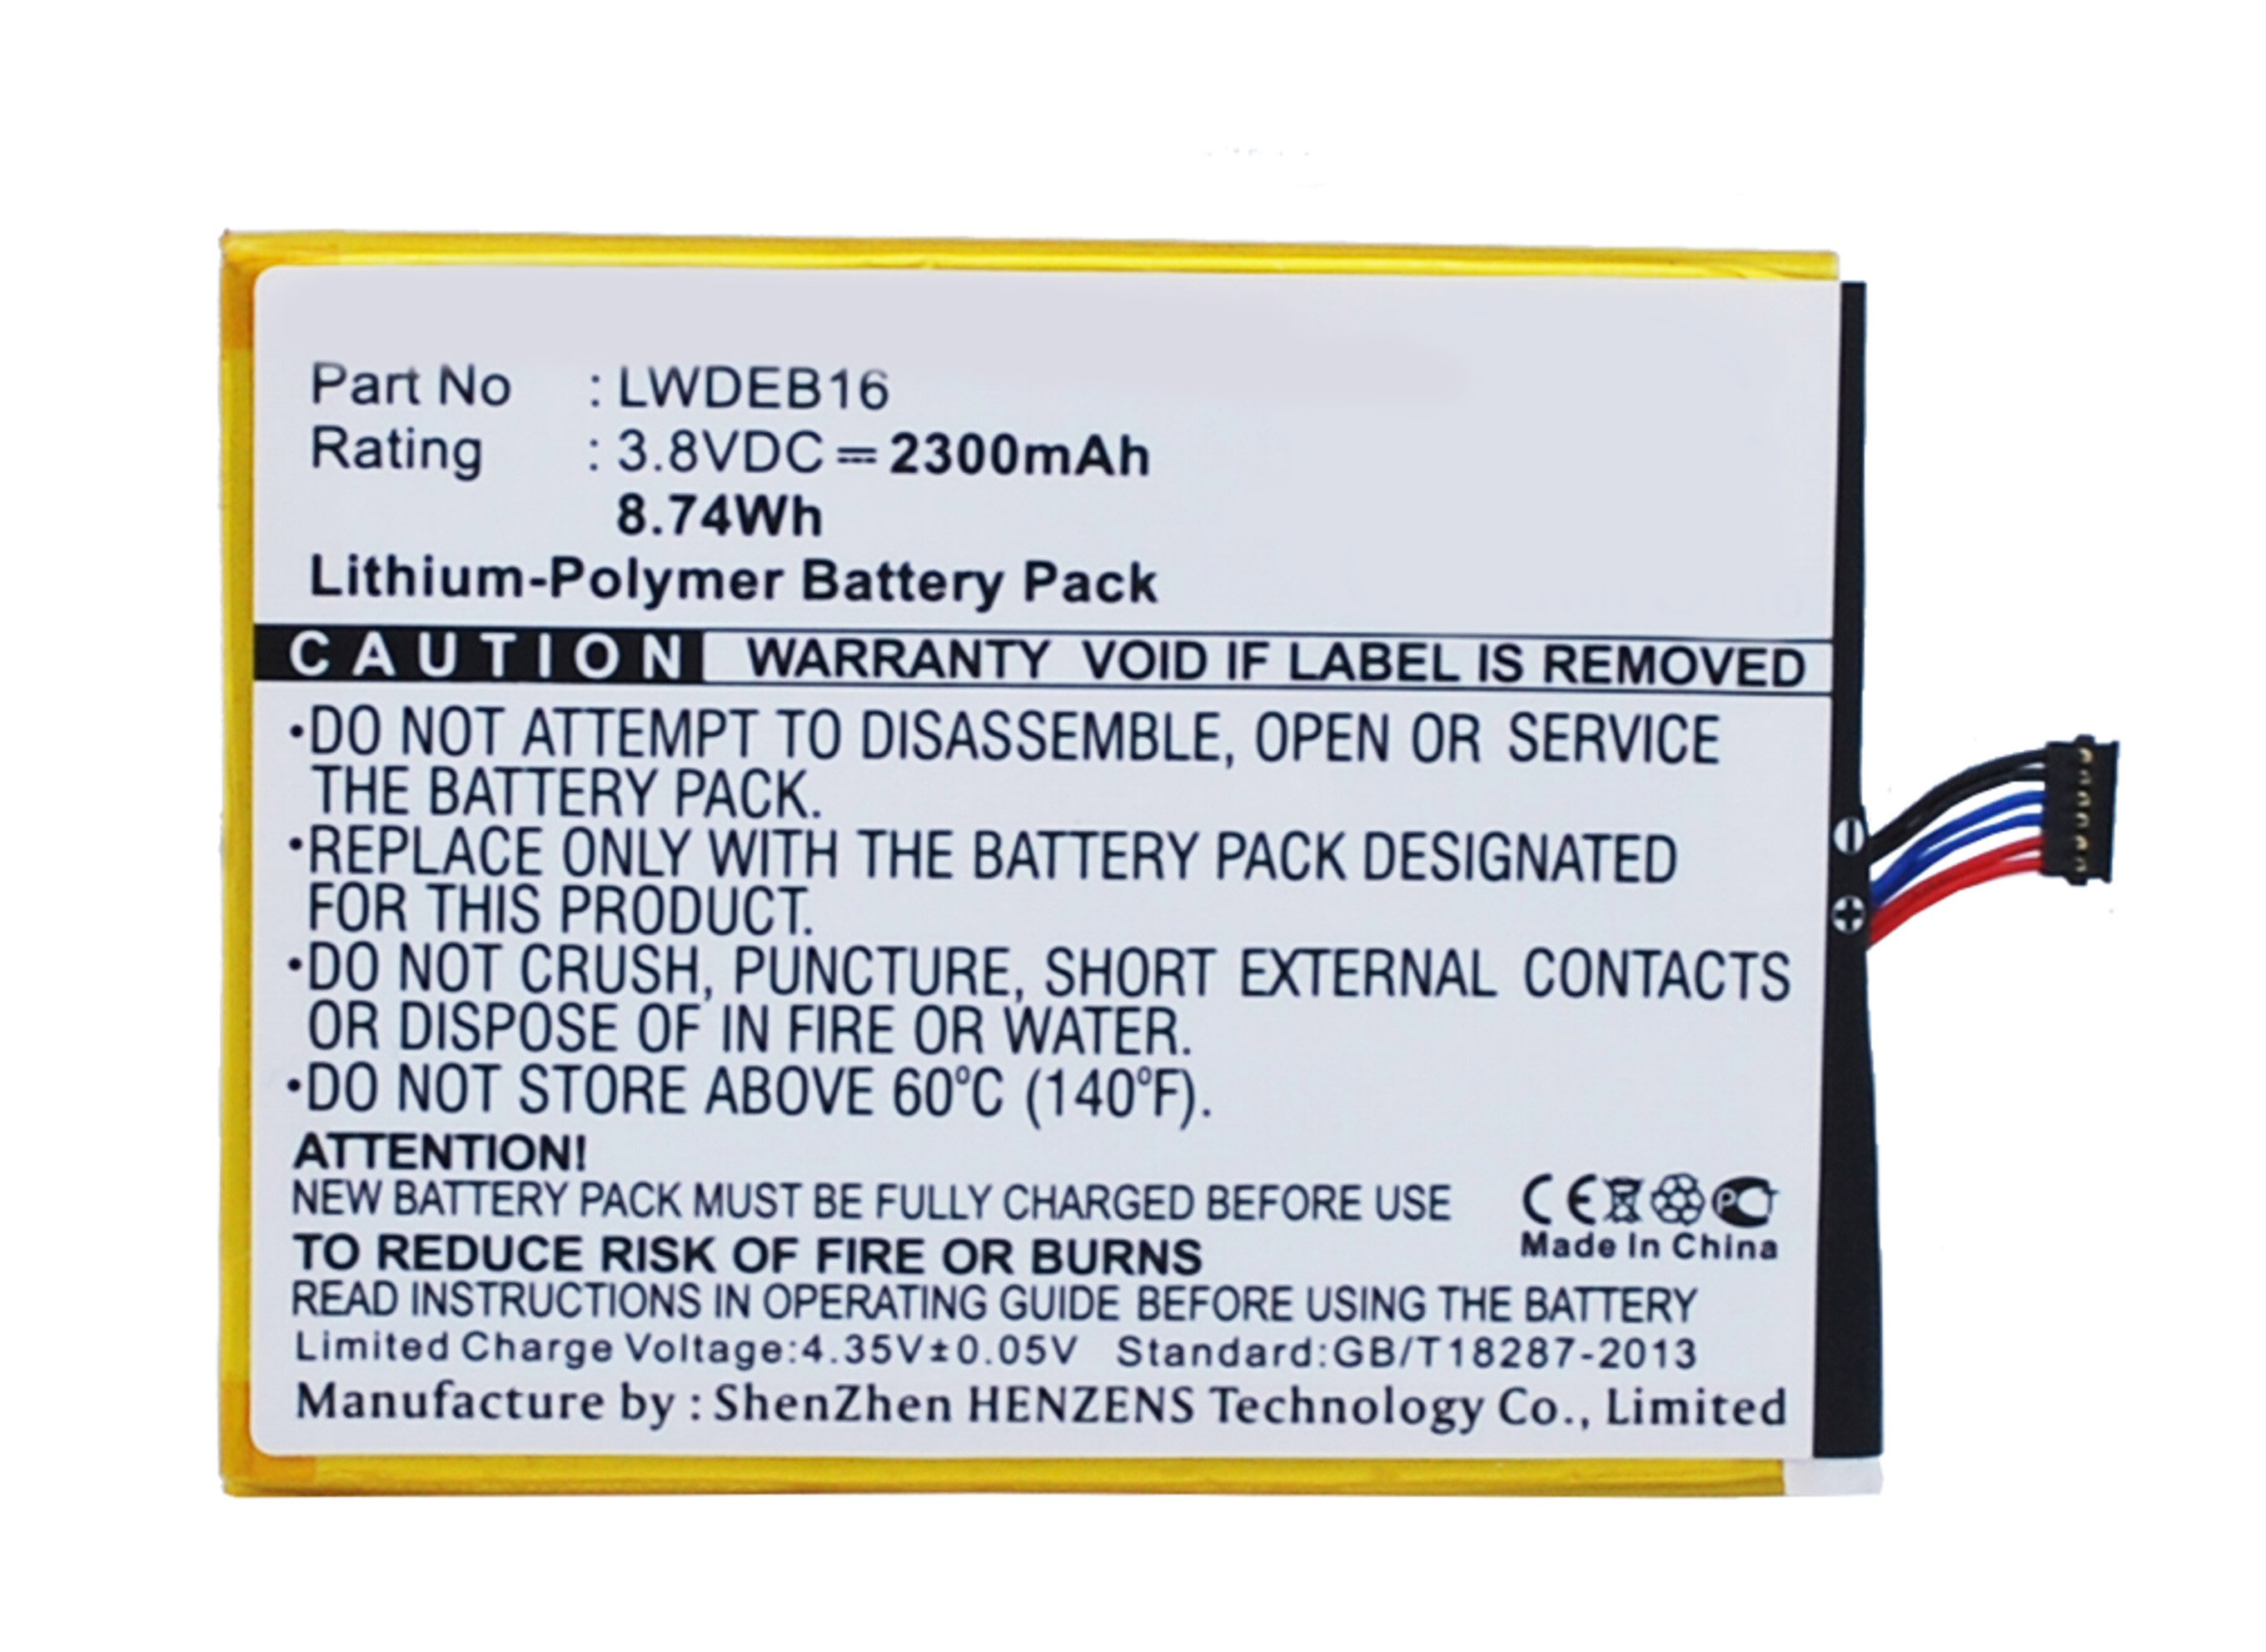 Part No : LWDEB16
Rating : 3.8VDC ⎓ 2300mAh
8.74Wh
Lithium-Polymer Battery Pack
CAUTION WARRANTY VOID IF LABEL IS REMOVED
•DO NOT ATTEMPT TO DISASSEMBLE, OPEN OR SERVICE
THE BATTERY PACK.
•REPLACE ONLY WITH THE BATTERY PACK DESIGNATED
FOR THIS PRODUCT.
•DO NOT CRUSH, PUNCTURE, SHORT EXTERNAL CONTACTS
OR DISPOSE OF IN FIRE OR WATER.
•DO NOT STORE ABOVE 60°C (140°F).
ATTENTION!
NEW BATTERY PACK MUST BE FULLY CHARGED BEFORE USE
CE PC
Made In China
TO REDUCE RISK OF FIRE OR BURNS
READ INSTRUCTIONS IN OPERATING GUIDE BEFORE USING THE BATTERY
Limited Charge Voltage:4.35V±0.05V Standard:GB/T18287-2013
Manufacture by : ShenZhen HENZENS Technology Co., Limited